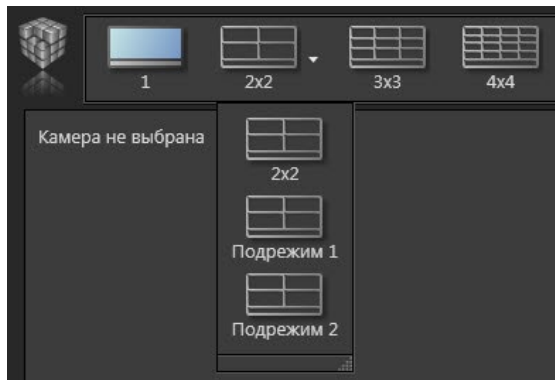 1
2x2
3x3
4x4
Камера не выбрана
2x2
Подрежим 1
Подрежим 2